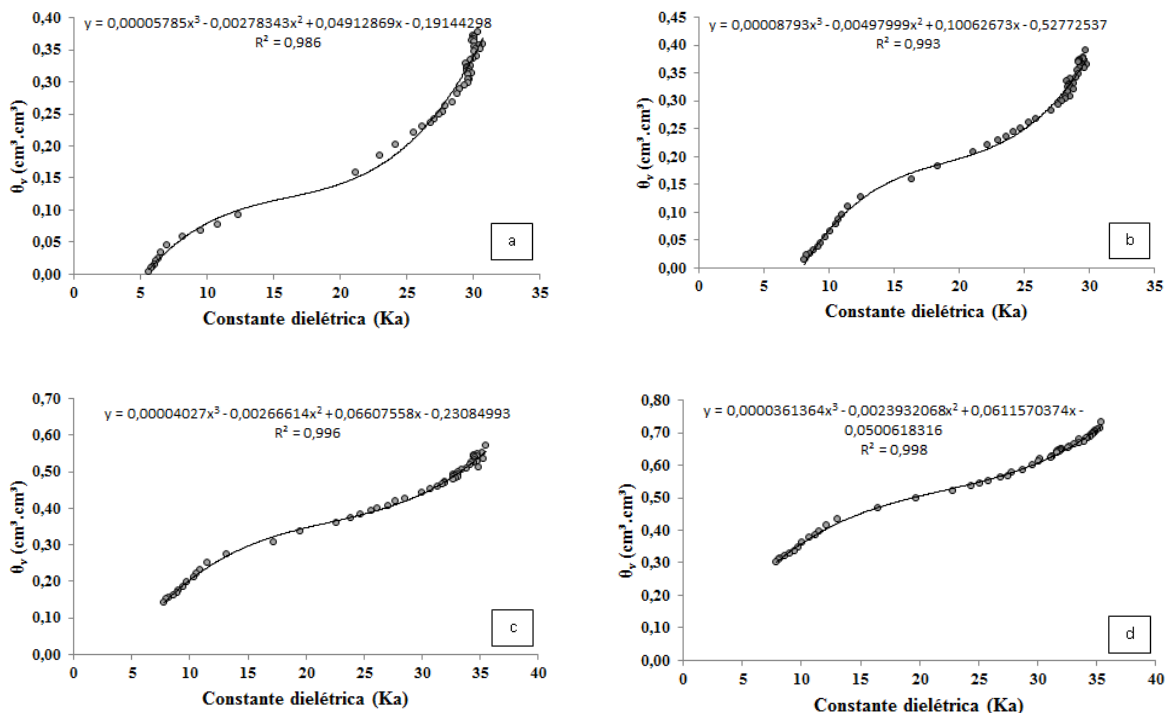 y = 0,00005785x³ - 0,00278343x² + 0,04912869x - 0,19144298
R² = 0,986
0,40
0,35
0,30
0,25
0,20
0,15
0,10
0,05
0,00
θv (cm³.cm³)
0 5 10 15 20 25 30 35
Constante dielétrica (Ka)
a
y = 0,00008793x³ - 0,00497999x² + 0,10062673x - 0,52772537
R² = 0,993
0,45
0,40
0,35
0,30
0,25
0,20
0,15
0,10
0,05
0,00
θv (cm³.cm³)
0 5 10 15 20 25 30 35
Constante dielétrica (Ka)
b
y = 0,00004027x³ - 0,00266614x² + 0,06607558x - 0,23084993
R² = 0,996
0,70
0,60
0,50
0,40
0,30
0,20
0,10
0,00
θv (cm³.cm³)
0 5 10 15 20 25 30 35 40
Constante dielétrica (Ka)
c
y = 0,0000361364x³ - 0,0023932068x² + 0,0611570374x -
0,0500618316
R² = 0,998
0,80
0,70
0,60
0,50
0,40
0,30
0,20
0,10
0,00
θv (cm³.cm³)
0 5 10 15 20 25 30 35 40
Constante dielétrica (Ka)
d